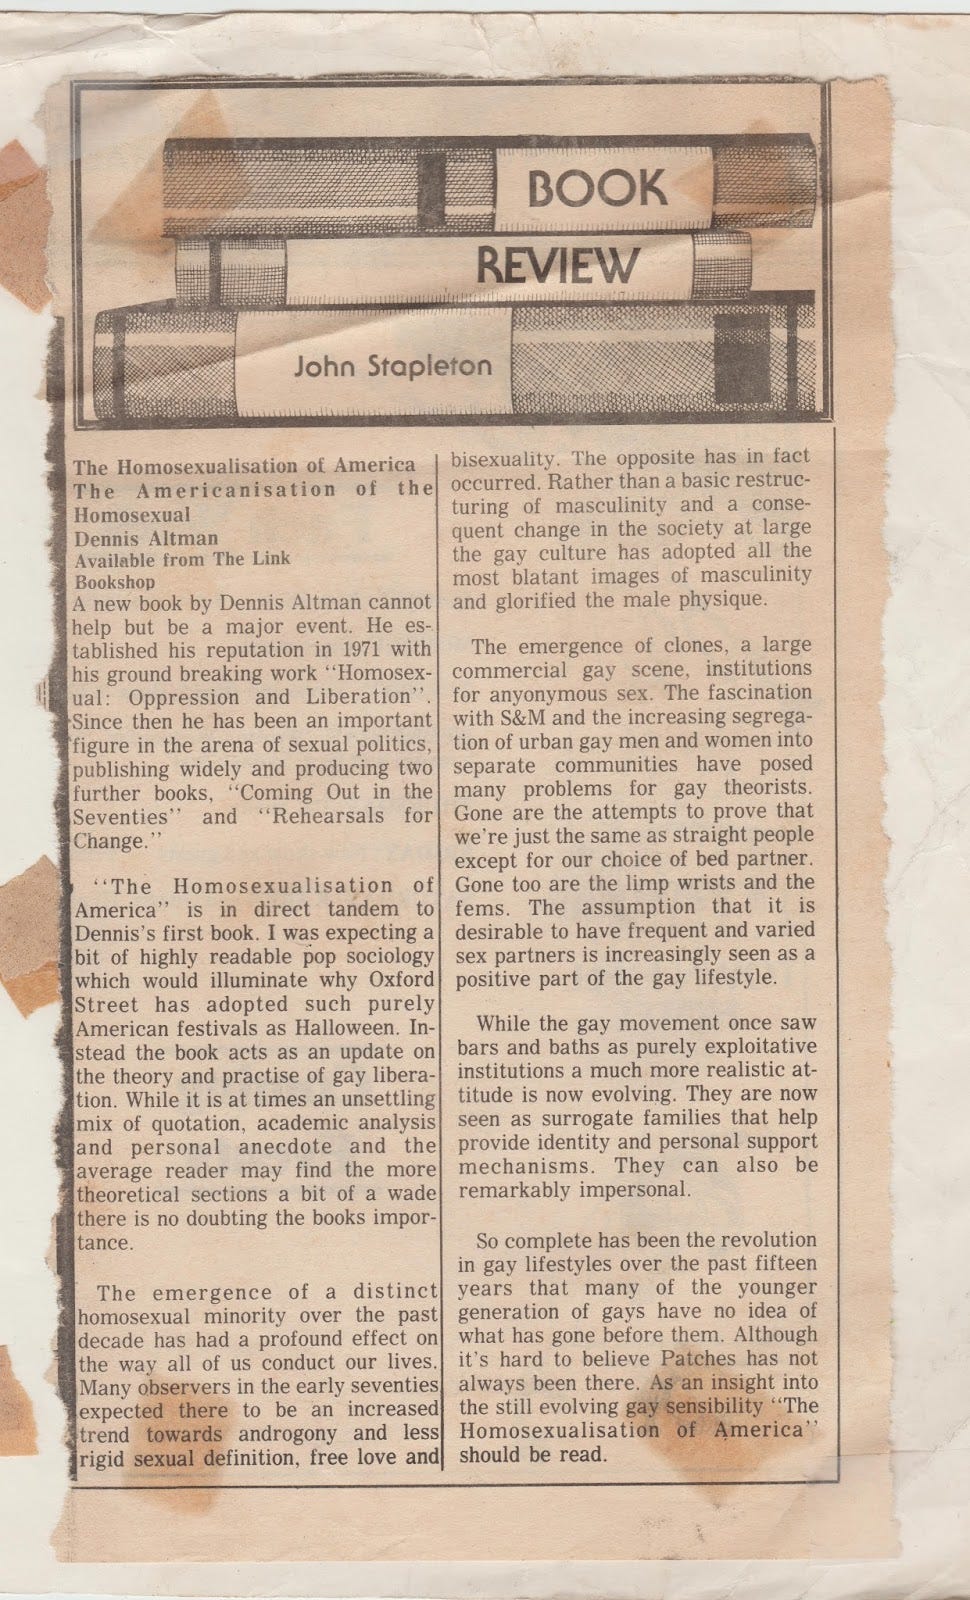 BOOK
REVIEW
John Stapleton
The Homosexualisation of America
The Americanisation of the
Homosexual
Dennis Altman
Available from The Link
Bookshop
A new book by Dennis Altman cannot
help but be a major event. He es-
tablished his reputation in 1971 with
his ground breaking work "Homosex-
ual: Oppression and Liberation".
Since then he has been an important
figure in the arena of sexual politics,
publishing widely and producing two
further books, "Coming Out in the
Seventies" and "Rehearsals for
Change."
"The Homosexualisation of
America" is in direct tandem to
Dennis's first book. I was expecting a
bit of highly readable pop sociology
which would illuminate why Oxford
Street has adopted such purely
American festivals as Halloween. In-
stead the book acts as an update on
the theory and practise of gay libera-
tion. While it is at times an unsettling
mix of quotation, academic analysis
and personal anecdote and the
average reader may find the more
theoretical sections a bit of a wade
there is no doubting the books impor-
tance.
The emergence of a distinct
homosexual minority over the past
decade has had a profound effect on
the way all of us conduct our lives.
Many observers in the early seventies
expected there to be an increased
trend towards androgony and less
rigid sexual definition, free love and
bisexuality. The opposite has in fact
occurred. Rather than a basic restruc-
turing of masculinity and a conse-
quent change in the society at large
the gay culture has adopted all the
most blatant images of masculinity
and glorified the male physique.
The emergence of clones, a large
commercial gay scene, institutions
for anyonymous sex. The fascination
with S&M and the increasing segrega-
tion of urban gay men and women into
separate communities have posed
many problems for gay theorists.
Gone are the attempts to prove that
we're just the same as straight people
except for our choice of bed partner.
Gone too are the limp wrists and the
fems. The assumption that it is
desirable to have frequent and varied
sex partners is increasingly seen as a
positive part of the gay lifestyle.
While the gay movement once saw
bars and baths as purely exploitative
institutions a much more realistic at-
titude is now evolving. They are now
seen as surrogate families that help
provide identity and personal support
mechanisms. They can also be
remarkably impersonal.
So complete has been the revolution
in gay lifestyles over the past fifteen
years that many of the younger
generation of gays have no idea of
what has gone before them. Although
it's hard to believe Patches has not
always been there. As an insight into
the still evolving gay sensibility "The
Homosexualisation of America"
should be read.